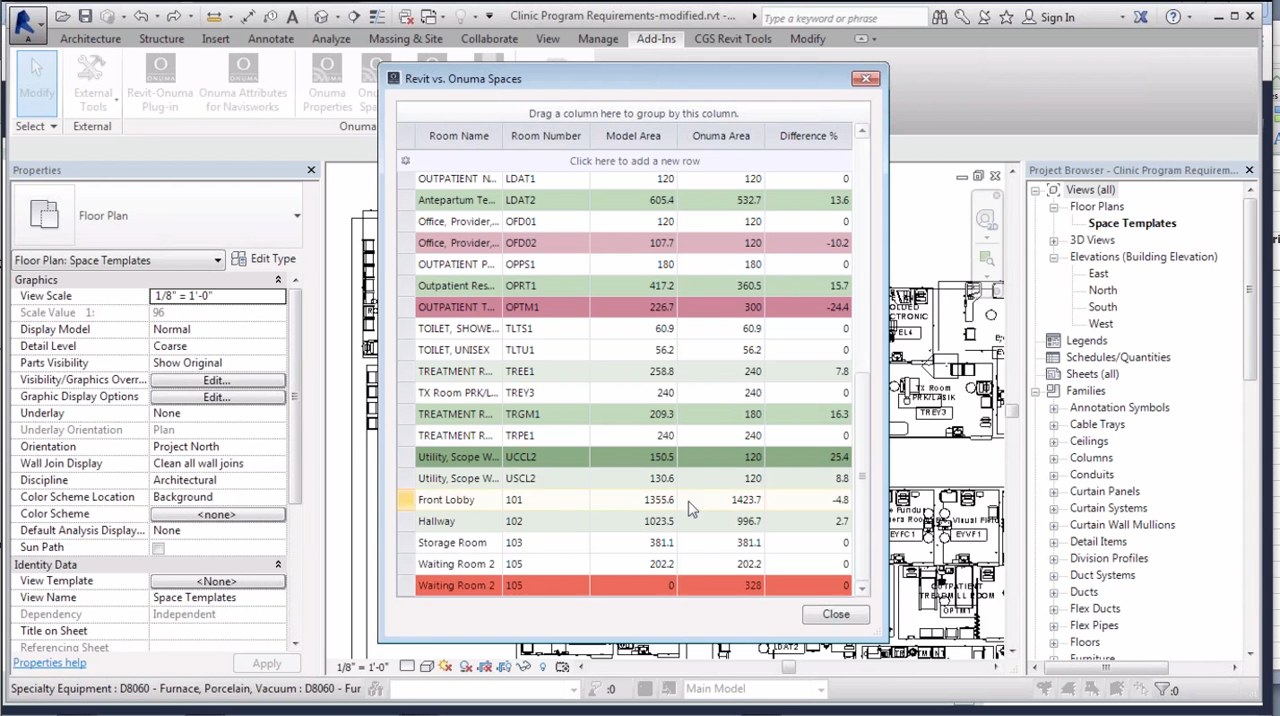 Clinic Program Requirements-modified.rvt - ...
Type a keyword or phrase
Sign In
Architecture Structure Insert Annotate Analyze Massing & Site Collaborate View Manage Add-Ins CGS Revit Tools Modify
Modify
External Tools
Revit-Onuma Plug-in
Onuma Attributes for Navisworks
Onuma Properties
Select
External
Onuma
Revit vs. Onuma Spaces
Drag a column here to group by this column.
Room Name Room Number Model Area Onuma Area Difference %
Click here to add a new row
OUTPATIENT N... LDAT1 120 120 0
Antepartum Te... LDAT2 605.4 532.7 13.6
Office, Provider,... OFD01 120 120 0
Office, Provider,... OFD02 107.7 120 -10.2
OUTPATIENT P... OPPS1 180 180 0
Outpatient Res... OPRT1 417.2 360.5 15.7
OUTPATIENT T... OPTM1 226.7 300 -24.4
TOILET, SHOWE... TLTS1 60.9 60.9 0
TOILET, UNISEX TLTU1 56.2 56.2 0
TREATMENT R... TREE1 258.8 240 7.8
TX Room PRK/L... TREY3 240 240 0
TREATMENT R... TRGM1 209.3 180 16.3
TREATMENT R... TRPE1 240 240 0
Utility, Scope W... UCCL2 150.5 120 25.4
Utility, Scope W... USCL2 130.6 120 8.8
Front Lobby 101 1355.6 1423.7 -4.8
Hallway 102 1023.5 996.7 2.7
Storage Room 103 381.1 381.1 0
Waiting Room 2 105 202.2 202.2 0
Waiting Room 2 105 0 328 0
Close
Properties
Floor Plan
Floor Plan: Space Templates
Edit Type
Graphics
View Scale 1/8" = 1'-0"
Scale Value 1: 96
Display Model Normal
Detail Level Coarse
Parts Visibility Show Original
Visibility/Graphics Overr... Edit...
Graphic Display Options Edit...
Underlay None
Underlay Orientation Plan
Orientation Project North
Wall Join Display Clean all wall joins
Discipline Architectural
Color Scheme Location Background
Color Scheme <none>
Default Analysis Display... None
Sun Path
Identity Data
View Template <None>
View Name Space Templates
Dependency Independent
Title on Sheet
Referencing Sheet
Properties help
Apply
TX Room
PRK/LASIK
TREY3
EYFC1
EYVF1
OUTPATIENT
TREADMILL ROOM
OPTM1
LDAT2
Project Browser - Clinic Program Requirem...
Views (all)
Floor Plans
Space Templates
3D Views
Elevations (Building Elevation)
East
North
South
West
Legends
Schedules/Quantities
Sheets (all)
Families
Annotation Symbols
Cable Trays
Ceilings
Columns
Conduits
Curtain Panels
Curtain Systems
Curtain Wall Mullions
Detail Items
Division Profiles
Duct Systems
Ducts
Flex Ducts
Flex Pipes
Floors
Furniture
1/8" = 1'-0"
Specialty Equipment : D8060 - Furnace, Porcelain, Vacuum : D8060 - Fur
:0
Main Model
:0